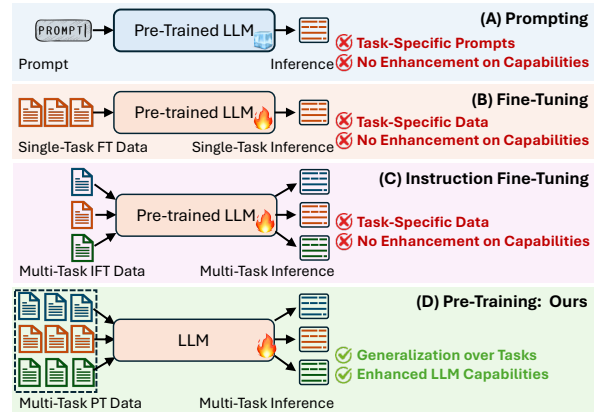 (A) Prompting
PROMPT
Pre-Trained LLM
Prompt
Inference
Task-Specific Prompts
No Enhancement on Capabilities
(B) Fine-Tuning
Pre-trained LLM
Single-Task FT Data
Single-Task Inference
Task-Specific Data
No Enhancement on Capabilities
(C) Instruction Fine-Tuning
Pre-trained LLM
Multi-Task IFT Data
Multi-Task Inference
Task-Specific Data
No Enhancement on Capabilities
(D) Pre-Training: Ours
LLM
Multi-Task PT Data
Multi-Task Inference
Generalization over Tasks
Enhanced LLM Capabilities